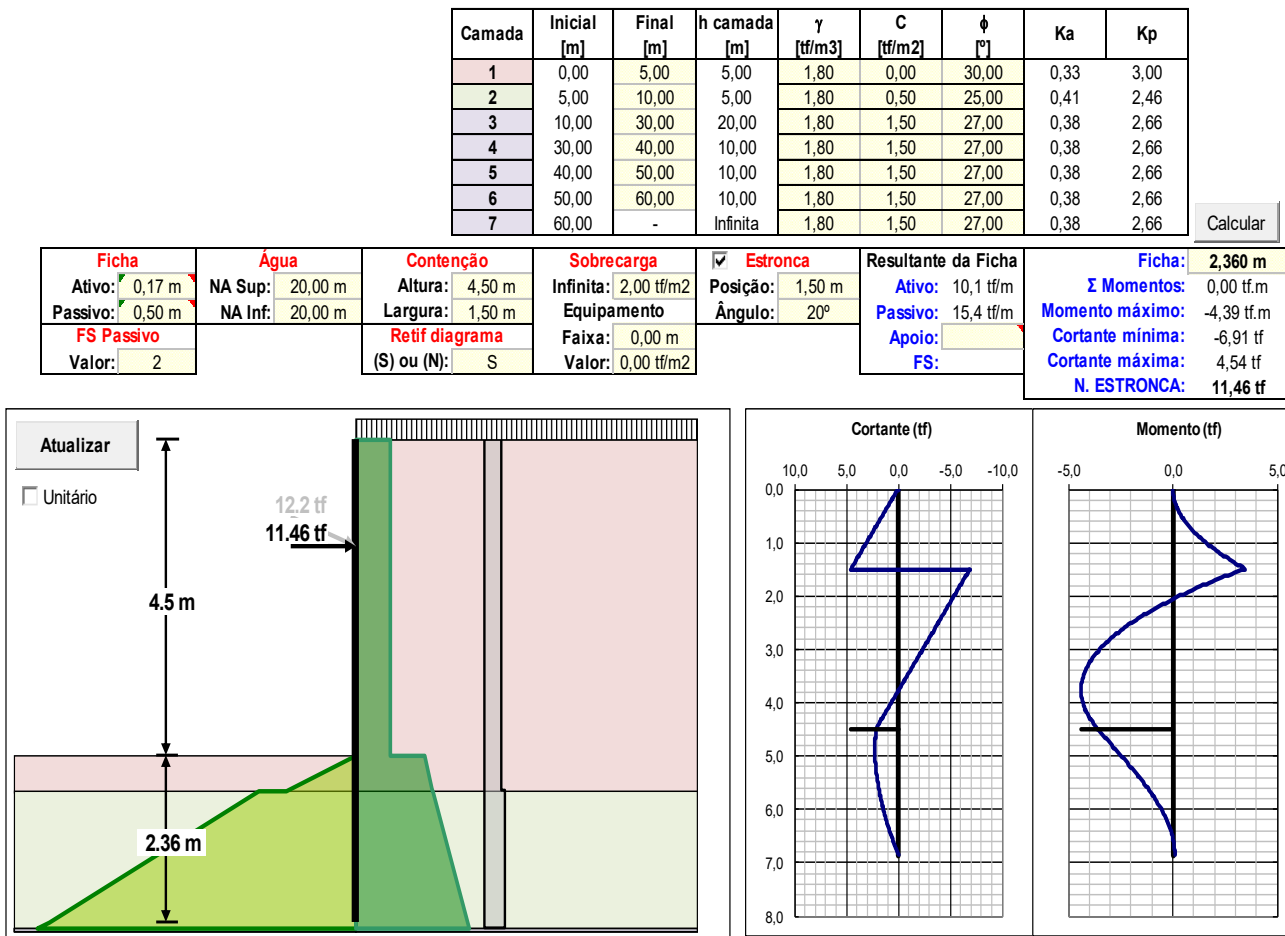 Camada Inicial [m] Final [m] h camada [m] γ [tf/m3] C [tf/m2] ϕ [º] Ka Kp
1 0,00 5,00 5,00 1,80 0,00 30,00 0,33 3,00
2 5,00 10,00 5,00 1,80 0,50 25,00 0,41 2,46
3 10,00 30,00 20,00 1,80 1,50 27,00 0,38 2,66
4 30,00 40,00 10,00 1,80 1,50 27,00 0,38 2,66
5 40,00 50,00 10,00 1,80 1,50 27,00 0,38 2,66
6 50,00 60,00 10,00 1,80 1,50 27,00 0,38 2,66
7 60,00 - Infinita 1,80 1,50 27,00 0,38 2,66
Calcular
Ficha
Ativo: 0,17 m
Passivo: 0,50 m
FS Passivo
Valor: 2
Água
NA Sup: 20,00 m
NA Inf: 20,00 m
Contenção
Altura: 4,50 m
Largura: 1,50 m
Retif diagrama
(S) ou (N): S
Sobrecarga
Infinita: 2,00 tf/m2
Equipamento
Faixa: 0,00 m
Valor: 0,00 tf/m2
Estronca
Posição: 1,50 m
Ângulo: 20º
Resultante da Ficha
Ativo: 10,1 tf/m
Passivo: 15,4 tf/m
Apoio:
FS:
Ficha: 2,360 m
Σ Momentos: 0,00 tf.m
Momento máximo: -4,39 tf.m
Cortante mínima: -6,91 tf
Cortante máxima: 4,54 tf
N. ESTRONCA: 11,46 tf
Atualizar
Unitário
12.2 tf
11.46 tf
4.5 m
2.36 m
Cortante (tf)
10,0 5,0 0,0 -5,0 -10,0
0,0
1,0
2,0
3,0
4,0
5,0
6,0
7,0
8,0
Momento (tf)
-5,0 0,0 5,0